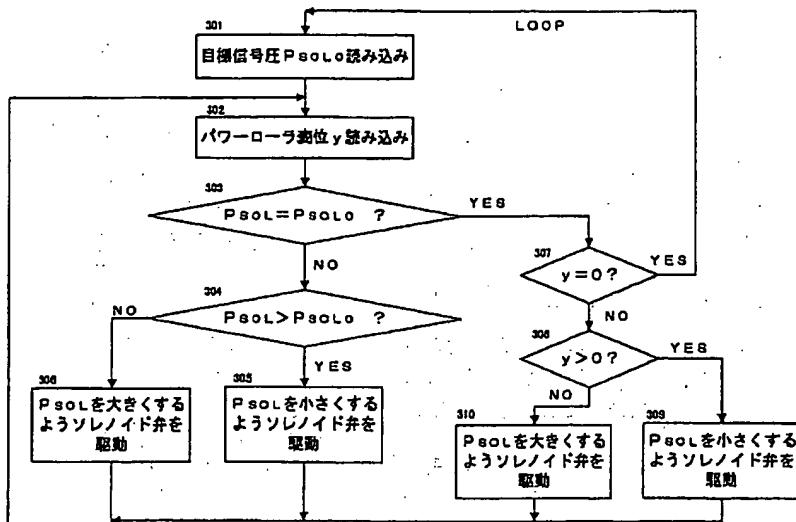 LOOP
301
目標信号圧PSOLO読み込み
302
パワーローラ変位y読み込み
303
PSOL=PSOLO ?
YES
NO
307
y=0?
YES
NO
304
PSOL>PSOLO ?
NO
YES
308
y>0?
YES
NO
306
PSOLを大きくする
ようソレノイド弁を
駆動
305
PSOLを小さくする
ようソレノイド弁を
駆動
310
PSOLを大きくする
ようソレノイド弁を
駆動
309
PSOLを小さくする
ようソレノイド弁を
駆動